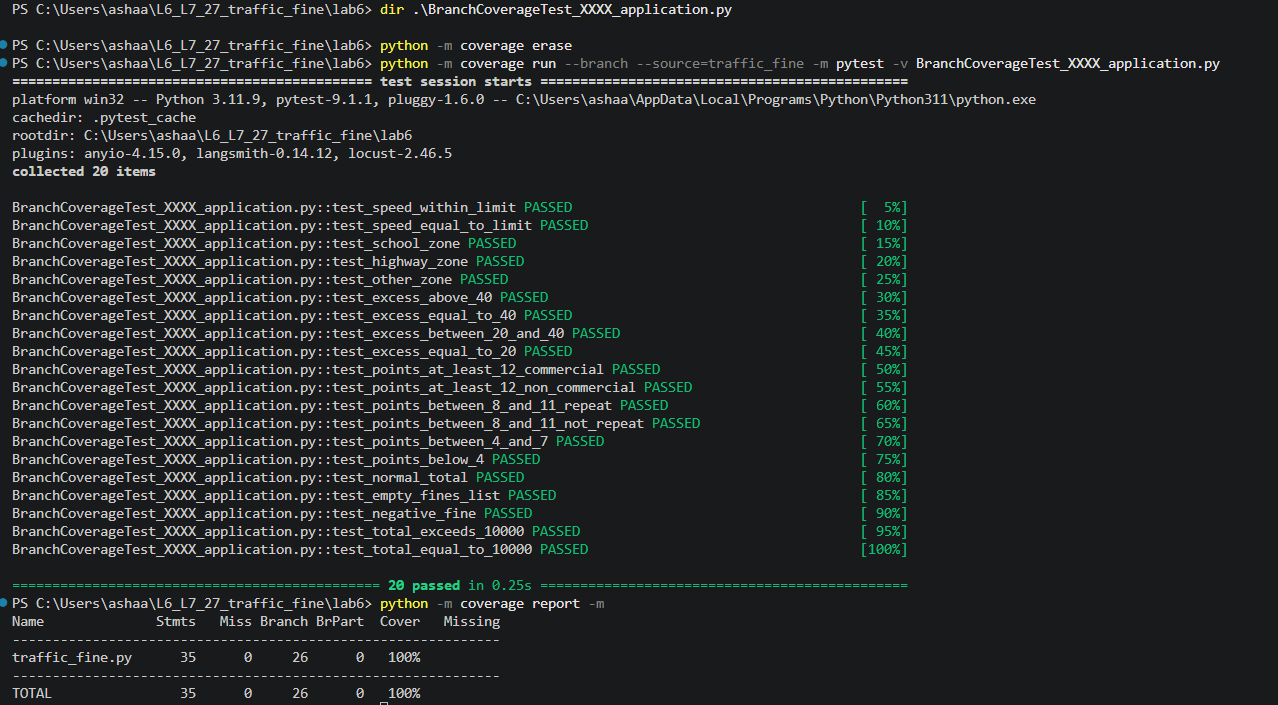 PS C:\Users\ashaa\L6_L7_27_traffic_fine\lab6> dir .\BranchCoverageTest_XXXX_application.py
PS C:\Users\ashaa\L6_L7_27_traffic_fine\lab6> python -m coverage erase
PS C:\Users\ashaa\L6_L7_27_traffic_fine\lab6> python -m coverage run --branch --source=traffic_fine -m pytest -v BranchCoverageTest_XXXX_application.py
============================================= test session starts ==============================================
platform win32 -- Python 3.11.9, pytest-9.1.1, pluggy-1.6.0 -- C:\Users\ashaa\AppData\Local\Programs\Python\Python311\python.exe
cachedir: .pytest_cache
rootdir: C:\Users\ashaa\L6_L7_27_traffic_fine\lab6
plugins: anyio-4.15.0, langsmith-0.14.12, locust-2.46.5
collected 20 items
BranchCoverageTest_XXXX_application.py::test_speed_within_limit PASSED [  5%]
BranchCoverageTest_XXXX_application.py::test_speed_equal_to_limit PASSED [ 10%]
BranchCoverageTest_XXXX_application.py::test_school_zone PASSED [ 15%]
BranchCoverageTest_XXXX_application.py::test_highway_zone PASSED [ 20%]
BranchCoverageTest_XXXX_application.py::test_other_zone PASSED [ 25%]
BranchCoverageTest_XXXX_application.py::test_excess_above_40 PASSED [ 30%]
BranchCoverageTest_XXXX_application.py::test_excess_equal_to_40 PASSED [ 35%]
BranchCoverageTest_XXXX_application.py::test_excess_between_20_and_40 PASSED [ 40%]
BranchCoverageTest_XXXX_application.py::test_excess_equal_to_20 PASSED [ 45%]
BranchCoverageTest_XXXX_application.py::test_points_at_least_12_commercial PASSED [ 50%]
BranchCoverageTest_XXXX_application.py::test_points_at_least_12_non_commercial PASSED [ 55%]
BranchCoverageTest_XXXX_application.py::test_points_between_8_and_11_repeat PASSED [ 60%]
BranchCoverageTest_XXXX_application.py::test_points_between_8_and_11_not_repeat PASSED [ 65%]
BranchCoverageTest_XXXX_application.py::test_points_between_4_and_7 PASSED [ 70%]
BranchCoverageTest_XXXX_application.py::test_points_below_4 PASSED [ 75%]
BranchCoverageTest_XXXX_application.py::test_normal_total PASSED [ 80%]
BranchCoverageTest_XXXX_application.py::test_empty_fines_list PASSED [ 85%]
BranchCoverageTest_XXXX_application.py::test_negative_fine PASSED [ 90%]
BranchCoverageTest_XXXX_application.py::test_total_exceeds_10000 PASSED [ 95%]
BranchCoverageTest_XXXX_application.py::test_total_equal_to_10000 PASSED [100%]
============================================== 20 passed in 0.25s ==============================================
PS C:\Users\ashaa\L6_L7_27_traffic_fine\lab6> python -m coverage report -m
Name              Stmts   Miss Branch BrPart  Cover   Missing
-------------------------------------------------------------
traffic_fine.py      35      0     26      0   100%
-------------------------------------------------------------
TOTAL                35      0     26      0   100%